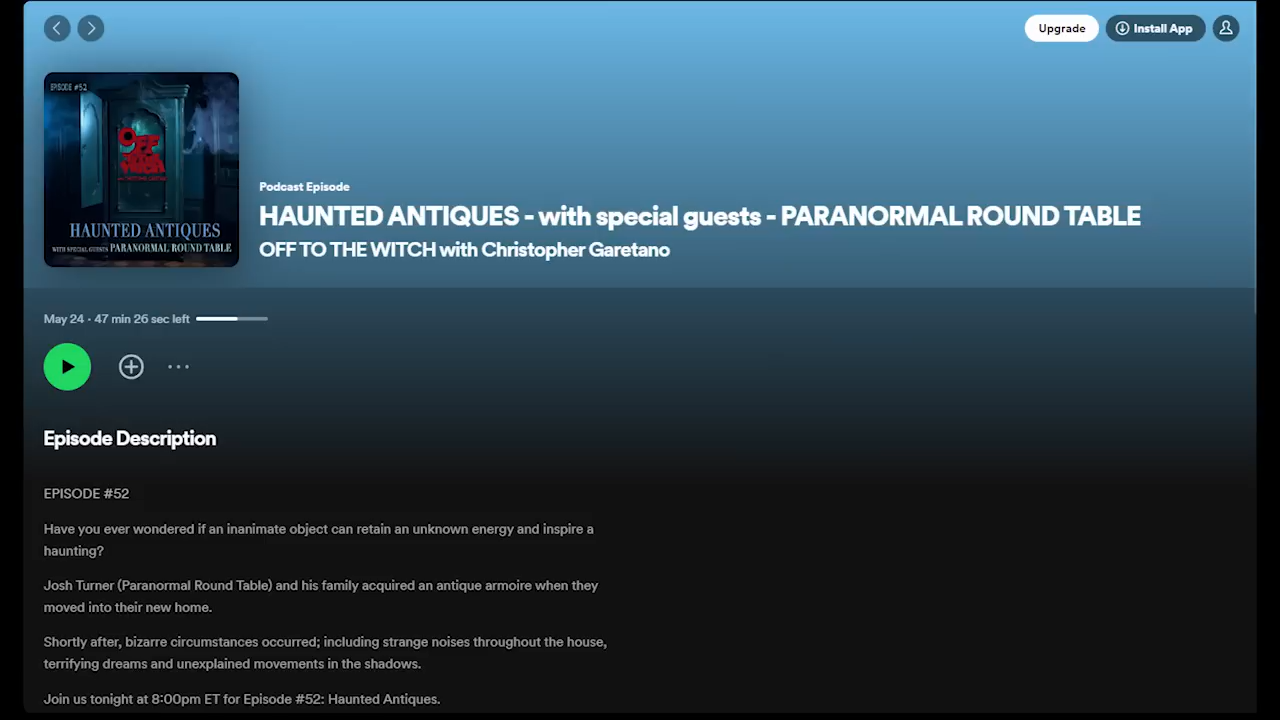 Upgrade
Install App
EPISODE #52
OFF
TO THE
WITCH
HAUNTED ANTIQUES
WITH SPECIAL GUESTS PARANORMAL ROUND TABLE
Podcast Episode
HAUNTED ANTIQUES - with special guests - PARANORMAL ROUND TABLE
OFF TO THE WITCH with Christopher Garetano
May 24 • 47 min 26 sec left
Episode Description
EPISODE #52
Have you ever wondered if an inanimate object can retain an unknown energy and inspire a
haunting?
Josh Turner (Paranormal Round Table) and his family acquired an antique armoire when they
moved into their new home.
Shortly after, bizarre circumstances occurred; including strange noises throughout the house,
terrifying dreams and unexplained movements in the shadows.
Join us tonight at 8:00pm ET for Episode #52: Haunted Antiques.